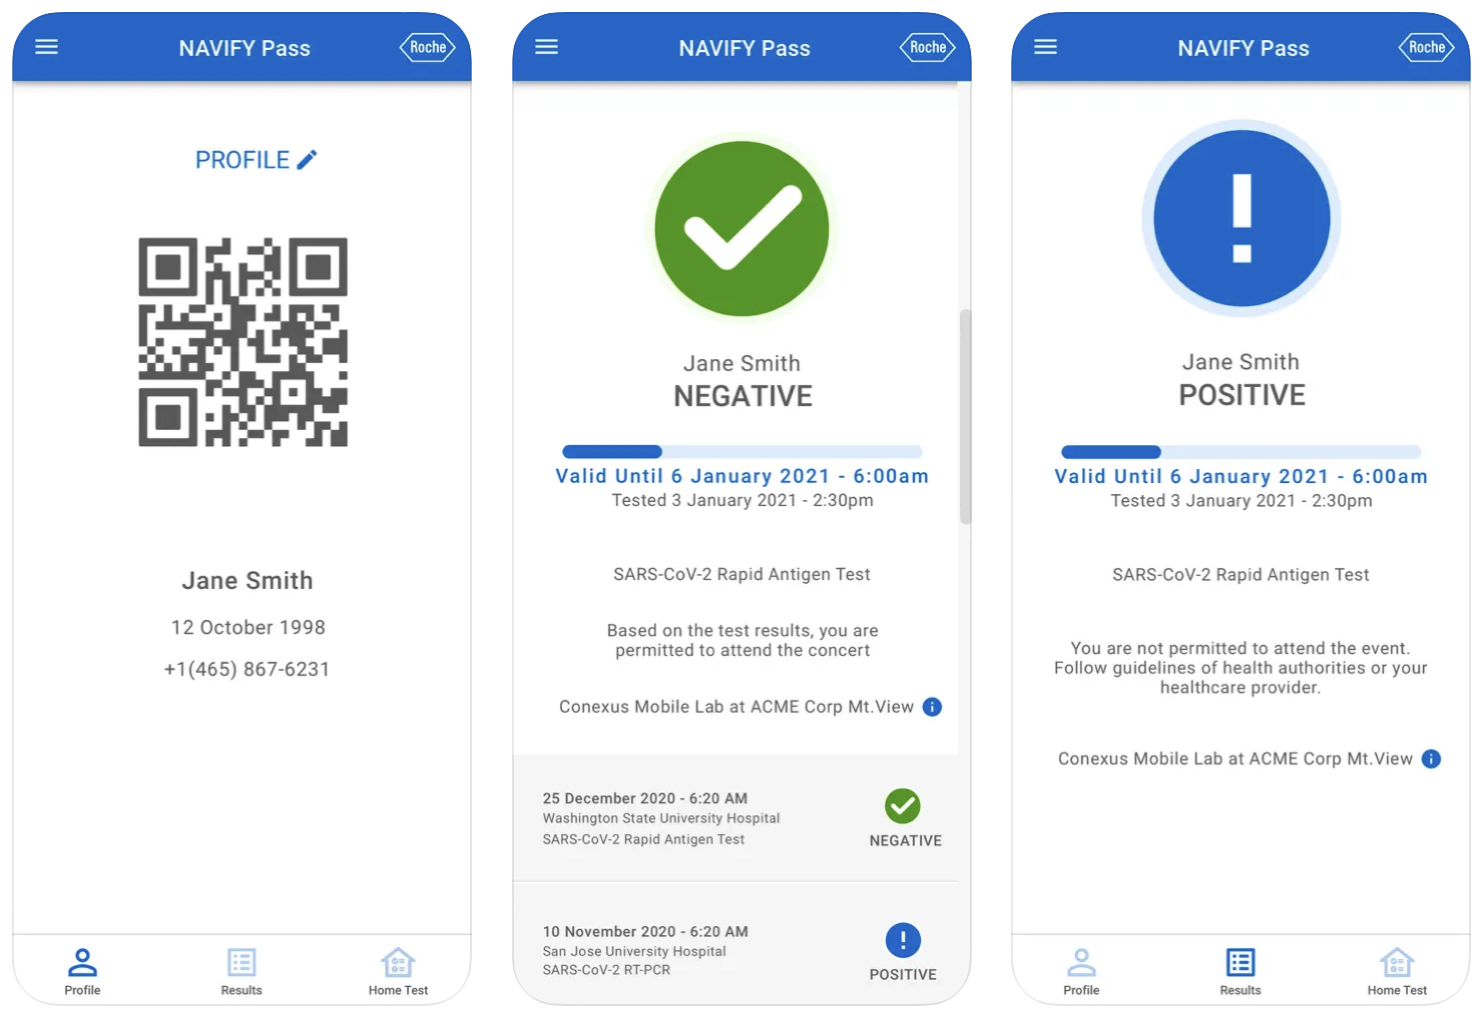 NAVIFY Pass
Roche
PROFILE
Jane Smith
12 October 1998
+1(465) 867-6231
Profile
Results
Home Test
NAVIFY Pass
Roche
Jane Smith
NEGATIVE
Valid Until 6 January 2021 - 6:00am
Tested 3 January 2021 - 2:30pm
SARS-CoV-2 Rapid Antigen Test
Based on the test results, you are
permitted to attend the concert
Conexus Mobile Lab at ACME Corp Mt.View
25 December 2020 - 6:20 AM
Washington State University Hospital
SARS-CoV-2 Rapid Antigen Test
NEGATIVE
10 November 2020 - 6:20 AM
San Jose University Hospital
SARS-CoV-2 RT-PCR
POSITIVE
NAVIFY Pass
Roche
Jane Smith
POSITIVE
Valid Until 6 January 2021 - 6:00am
Tested 3 January 2021 - 2:30pm
SARS-CoV-2 Rapid Antigen Test
You are not permitted to attend the event.
Follow guidelines of health authorities or your
healthcare provider.
Conexus Mobile Lab at ACME Corp Mt.View
Profile
Results
Home Test